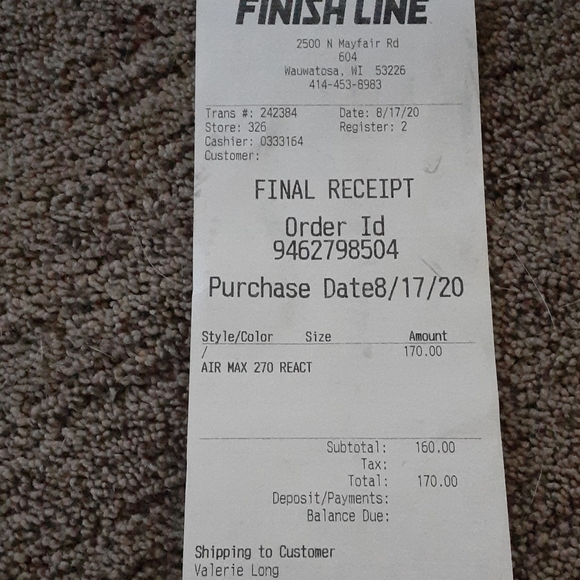 FINISH LINE
2500 N Mayfair Rd
604
Wauwatosa, WI 53226
414-453-8983
Trans #: 242384 Date: 8/17/20
Store: 326 Register: 2
Cashier: 0333164
Customer:
FINAL RECEIPT
Order Id
9462798504
Purchase Date8/17/20
Style/Color Size Amount
/ 170.00
AIR MAX 270 REACT
Subtotal: 160.00
Tax:
Total: 170.00
Deposit/Payments:
Balance Due:
Shipping to Customer
Valerie Long